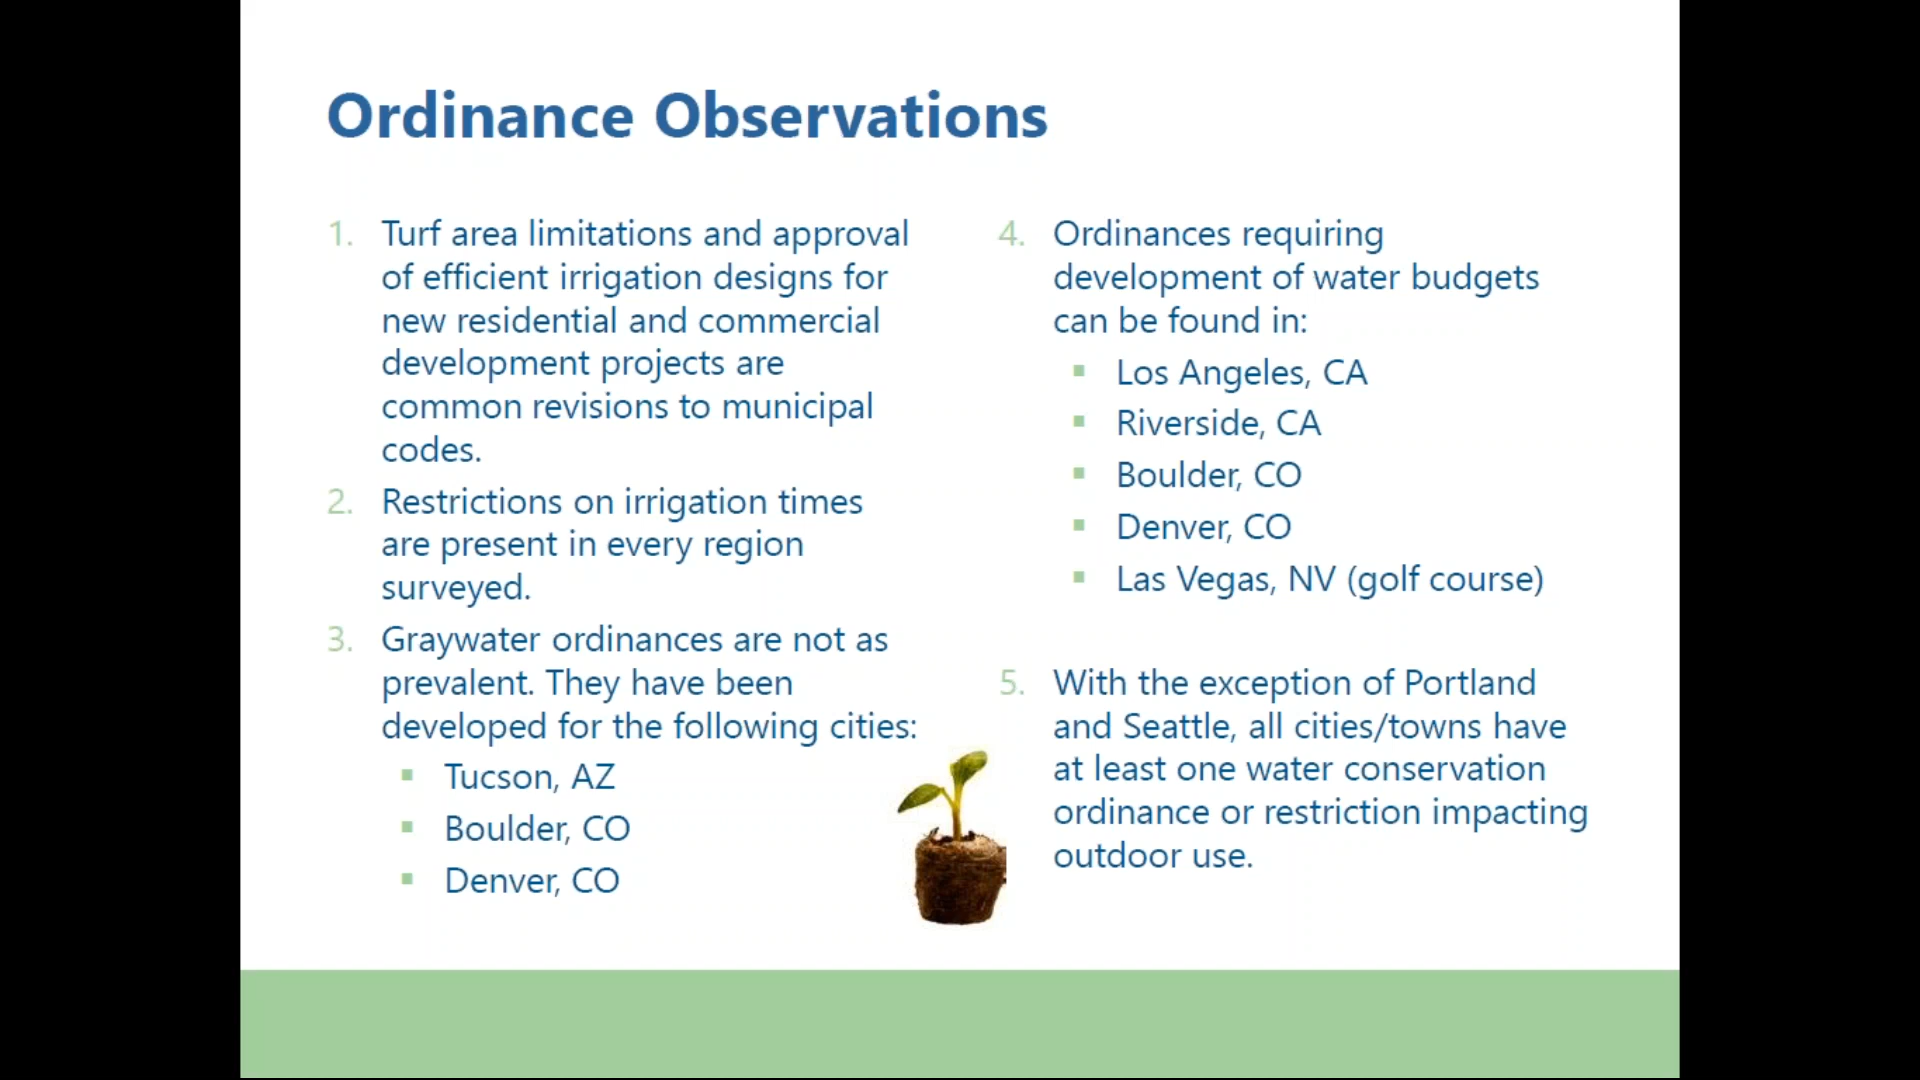 Ordinance Observations
1. Turf area limitations and approval
of efficient irrigation designs for
new residential and commercial
development projects are
common revisions to municipal
codes.
2. Restrictions on irrigation times
are present in every region
surveyed.
3. Graywater ordinances are not as
prevalent. They have been
developed for the following cities:
▪ Tucson, AZ
▪ Boulder, CO
▪ Denver, CO
4. Ordinances requiring
development of water budgets
can be found in:
▪ Los Angeles, CA
▪ Riverside, CA
▪ Boulder, CO
▪ Denver, CO
▪ Las Vegas, NV (golf course)
5. With the exception of Portland
and Seattle, all cities/towns have
at least one water conservation
ordinance or restriction impacting
outdoor use.